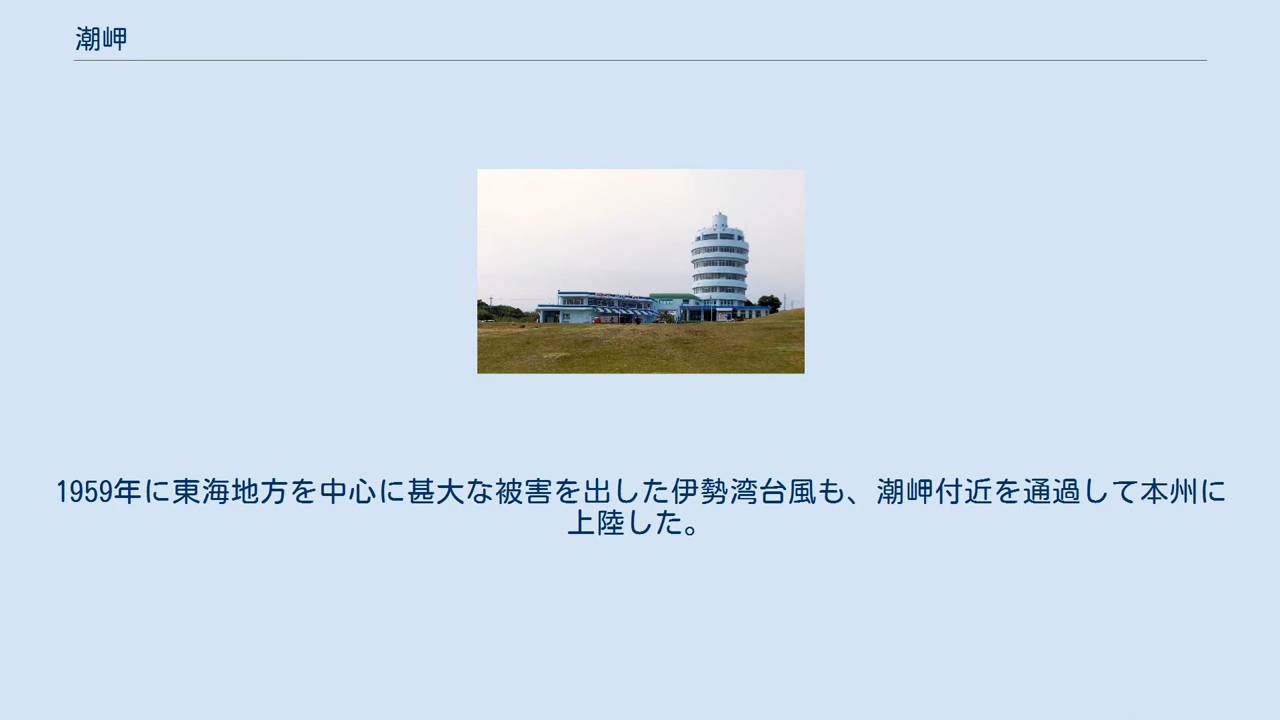 潮岬
1959年に東海地方を中心に甚大な被害を出した伊勢湾台風も、潮岬付近を通過して本州に
上陸した。